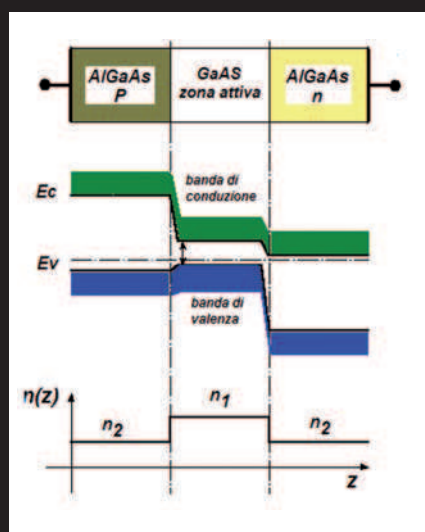 AlGaAs
P
GaAS
zona attiva
AlGaAs
n
Ec
banda di
conduzione
Ev
banda di
valenza
n(z)
n2
n1
n2
z